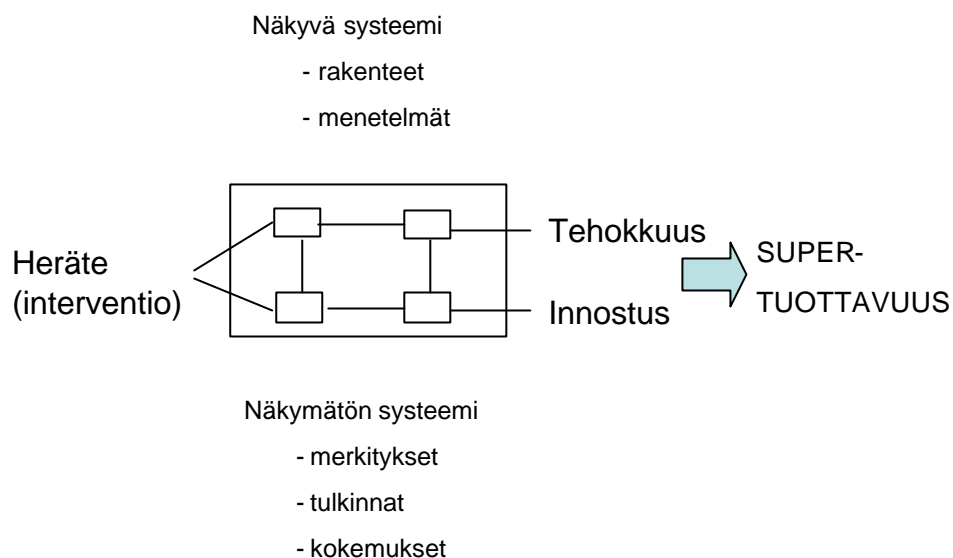 Näkyvä systeemi
- rakenteet
- menetelmät
Heräte
(interventio)
Tehokkuus
Innostus
SUPER-
TUOTTAVUUS
Näkymätön systeemi
- merkitykset
- tulkinnat
- kokemukset